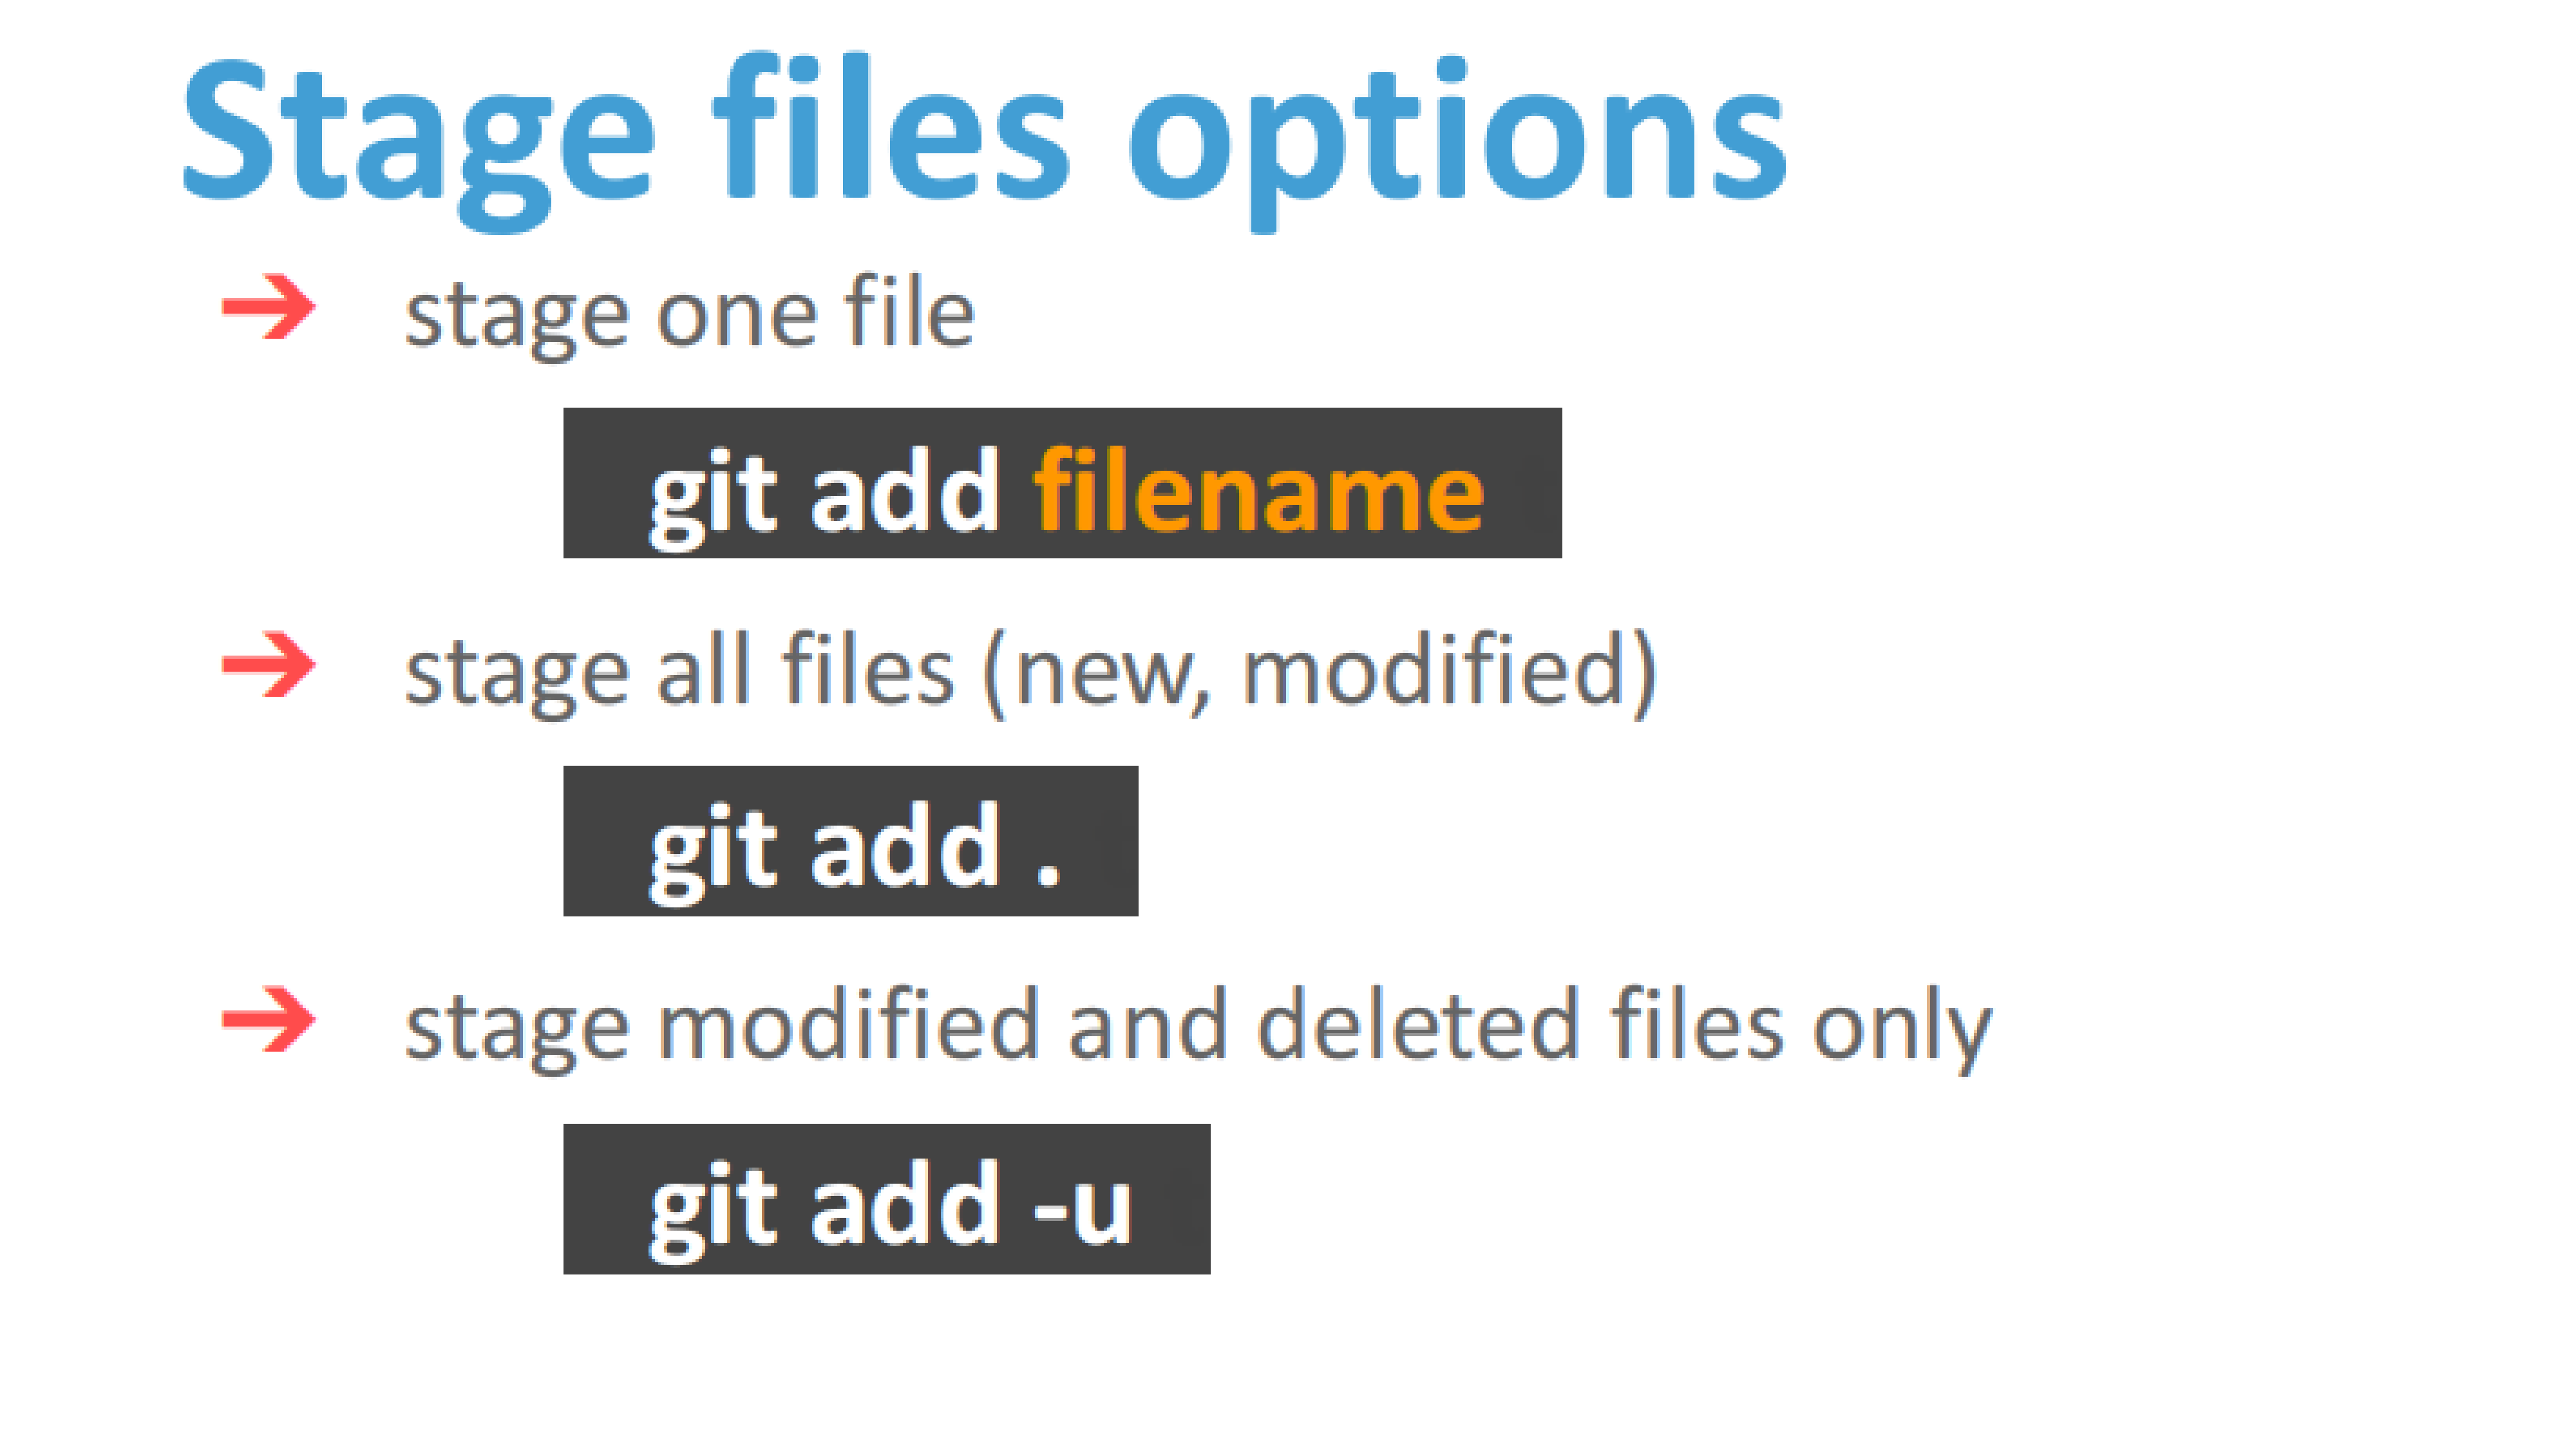 Stage files options
➔ stage one file
git add filename
➔ stage all files (new, modified)
git add .
➔ stage modified and deleted files only
git add -u